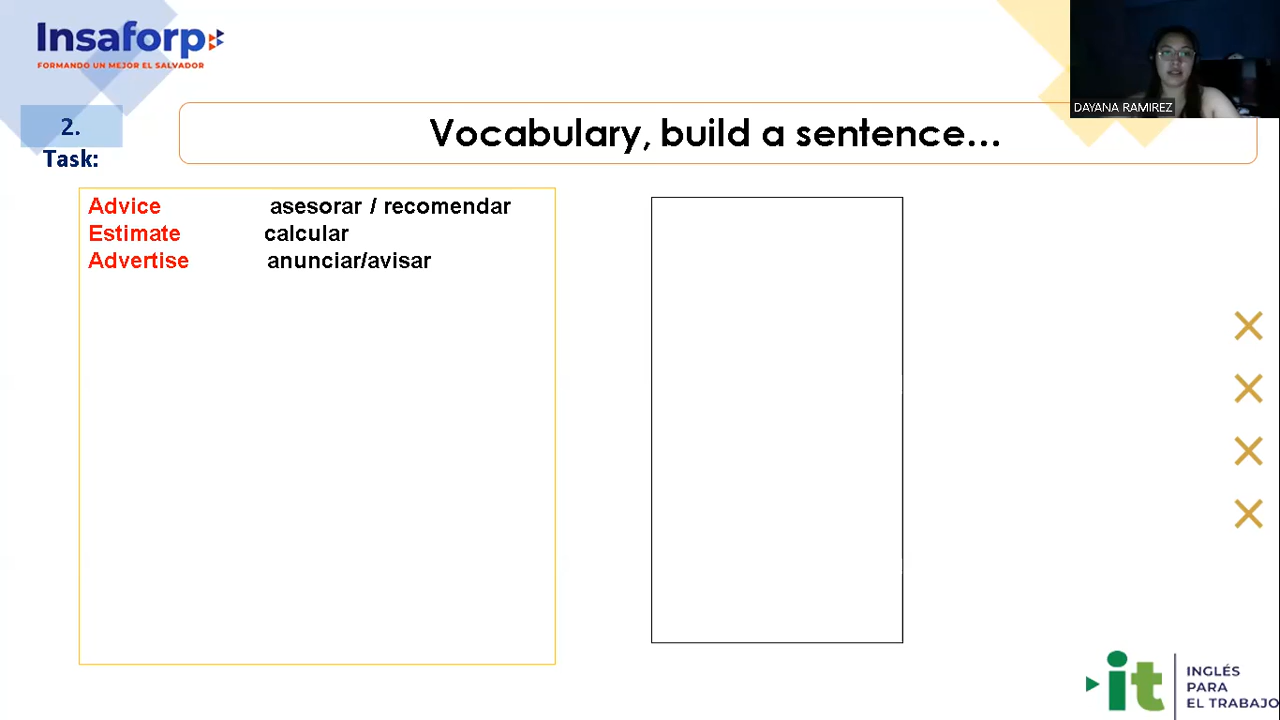 Insaforp
FORMANDO UN MEJOR EL SALVADOR
DAYANA RAMIREZ
2.
Task:
Vocabulary, build a sentence...
Advice asesorar / recomendar
Estimate calcular
Advertise anunciar/avisar
it
INGLÉS
PARA
EL TRABAJO